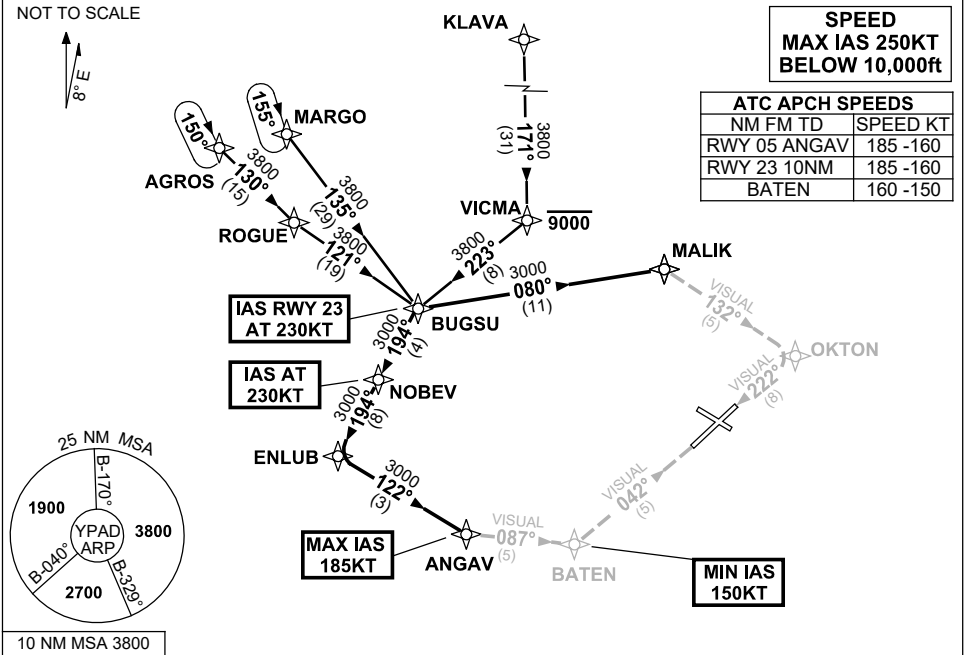 NOT TO SCALE
8° E
KLAVA
SPEED
MAX IAS 250KT
BELOW 10,000ft
ATC APCH SPEEDS
NM FM TD SPEED KT
RWY 05 ANGAV 185 -160
RWY 23 10NM 185 -160
BATEN 160 -150
150°
AGROS
155°
MARGO
3800
130°
(15)
3800
135°
(29)
3800
171°
(31)
ROGUE
3800
121°
(19)
VICMA
9000
3800
223°
(8)
MALIK
3000
080°
(11)
IAS RWY 23
AT 230KT
BUGSU
VISUAL
132°
(5)
OKTON
3000
194°
(4)
IAS AT
230KT
NOBEV
VISUAL
222°
(8)
3000
194°
(8)
ENLUB
3000
122°
(3)
VISUAL
042°
(5)
MAX IAS
185KT
ANGAV
VISUAL
087°
(5)
BATEN
MIN IAS
150KT
25 NM MSA
B-170°
1900
YPAD
ARP
3800
B-040°
B-329°
2700
10 NM MSA 3800